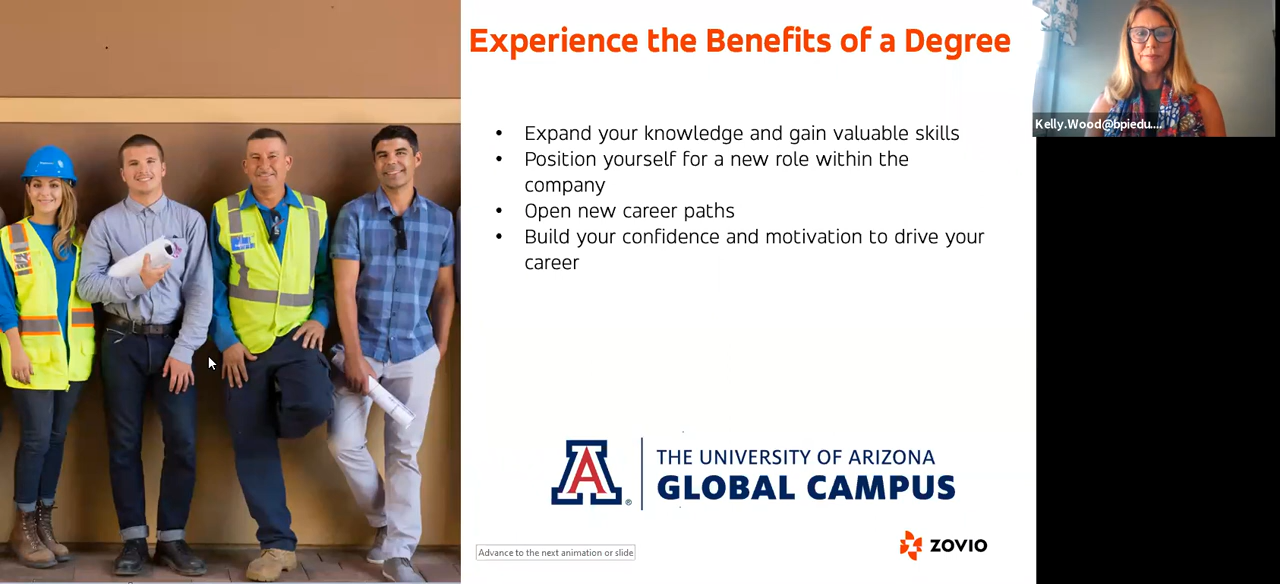 Experience the Benefits of a Degree
Kelly.Wood@bpiedu....
• Expand your knowledge and gain valuable skills
• Position yourself for a new role within the
company
• Open new career paths
• Build your confidence and motivation to drive your
career
A
®
THE UNIVERSITY OF ARIZONA
GLOBAL CAMPUS
Advance to the next animation or slide
ZOVIO